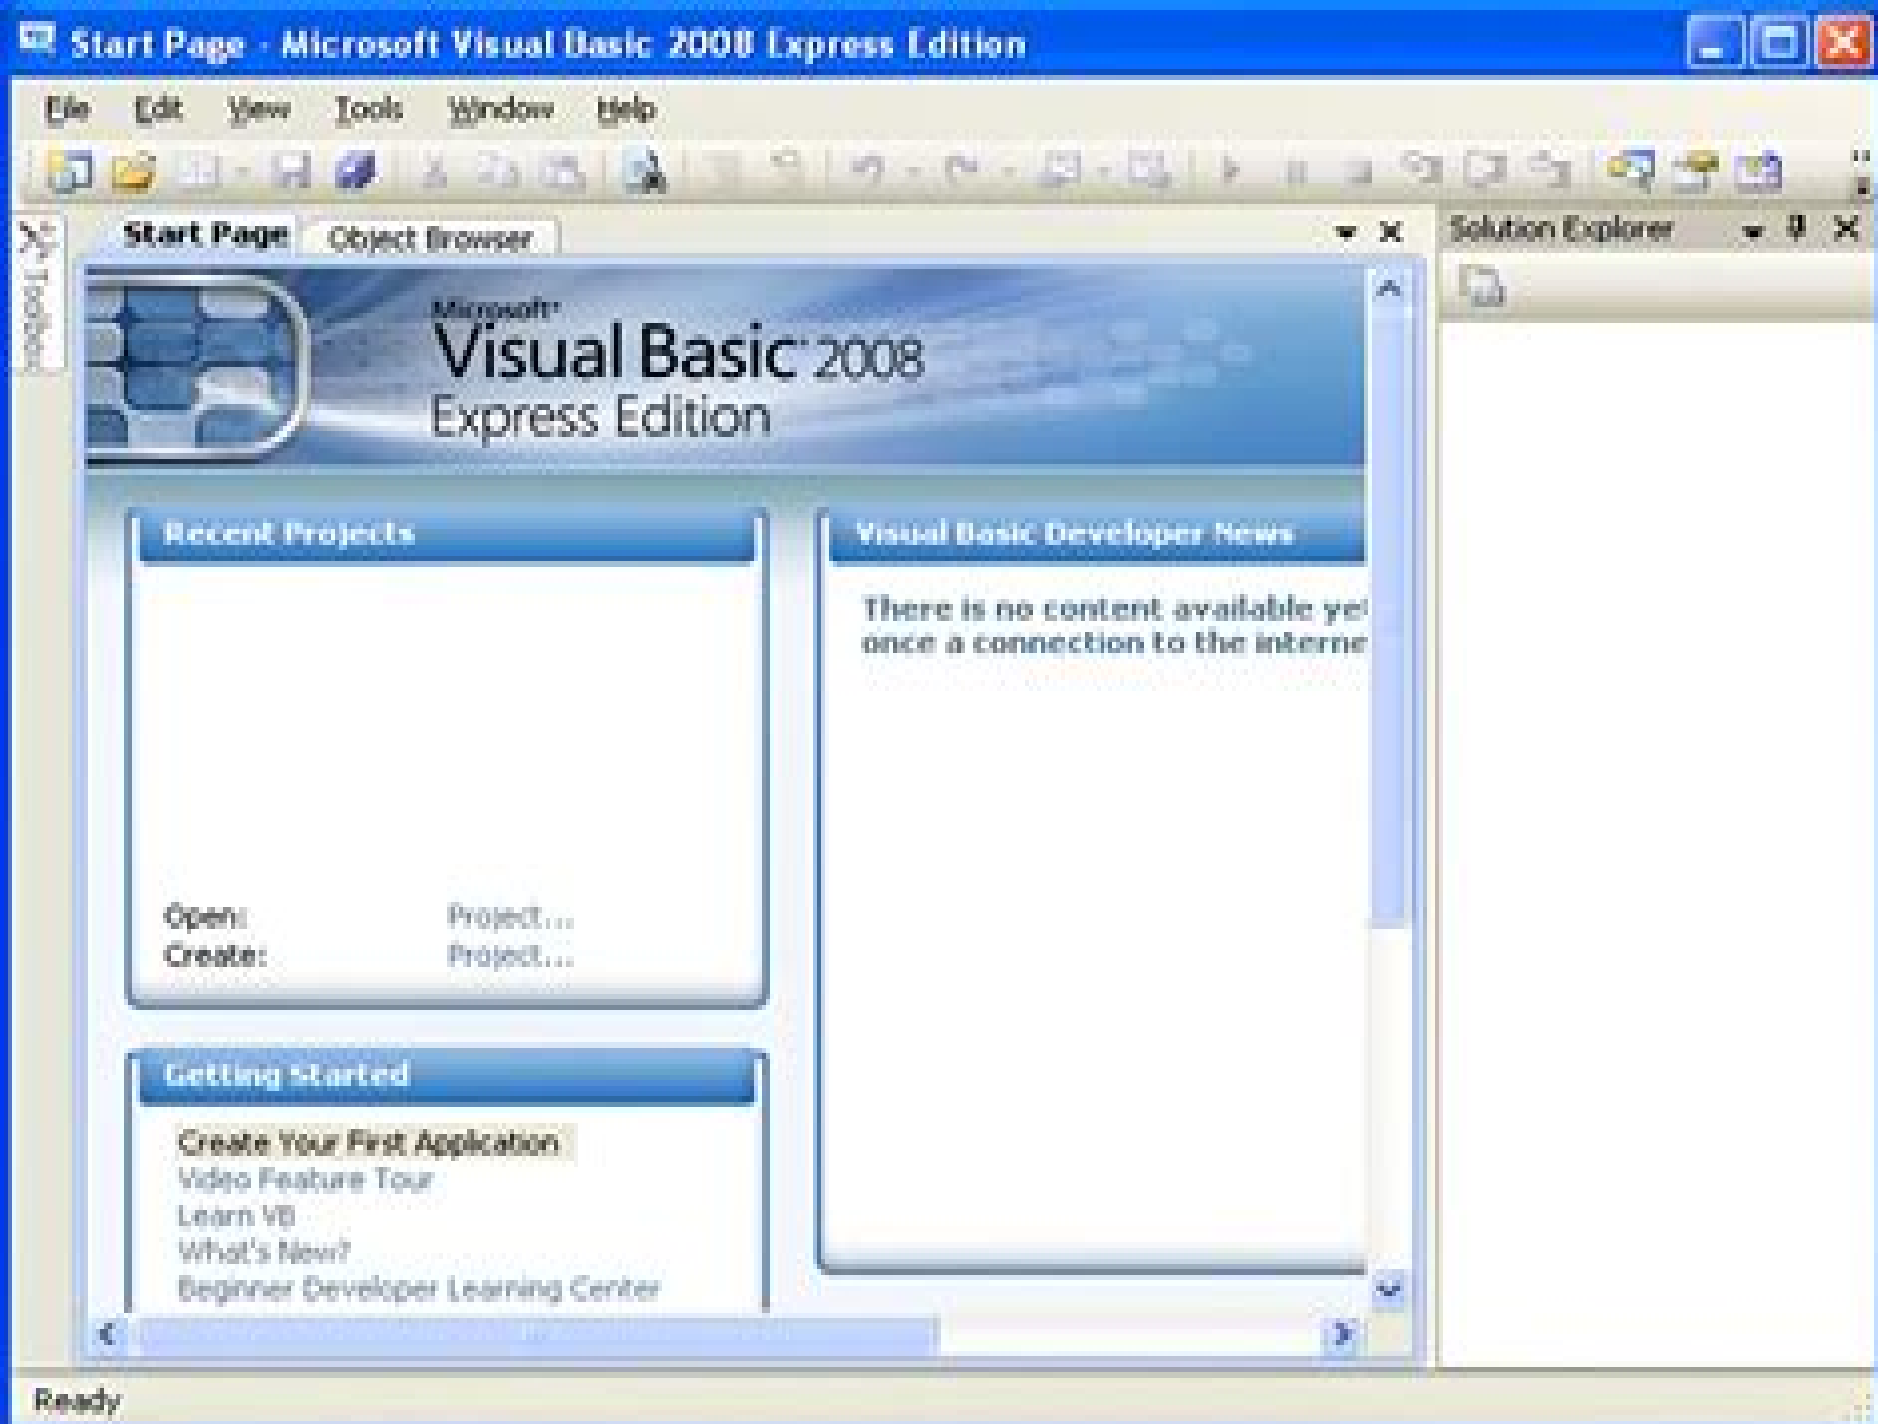 Start Page - Microsoft Visual Basic 2008 Express Edition
File Edit View Tools Window Help
Toolbox
Start Page Object Browser
Solution Explorer
Microsoft
Visual Basic 2008
Express Edition
Recent Projects
Open: Project...
Create: Project...
Getting Started
Create Your First Application
Video Feature Tour
Learn VB
What's New?
Beginner Developer Learning Center
Visual Basic Developer News
There is no content available yet
once a connection to the interne
Ready